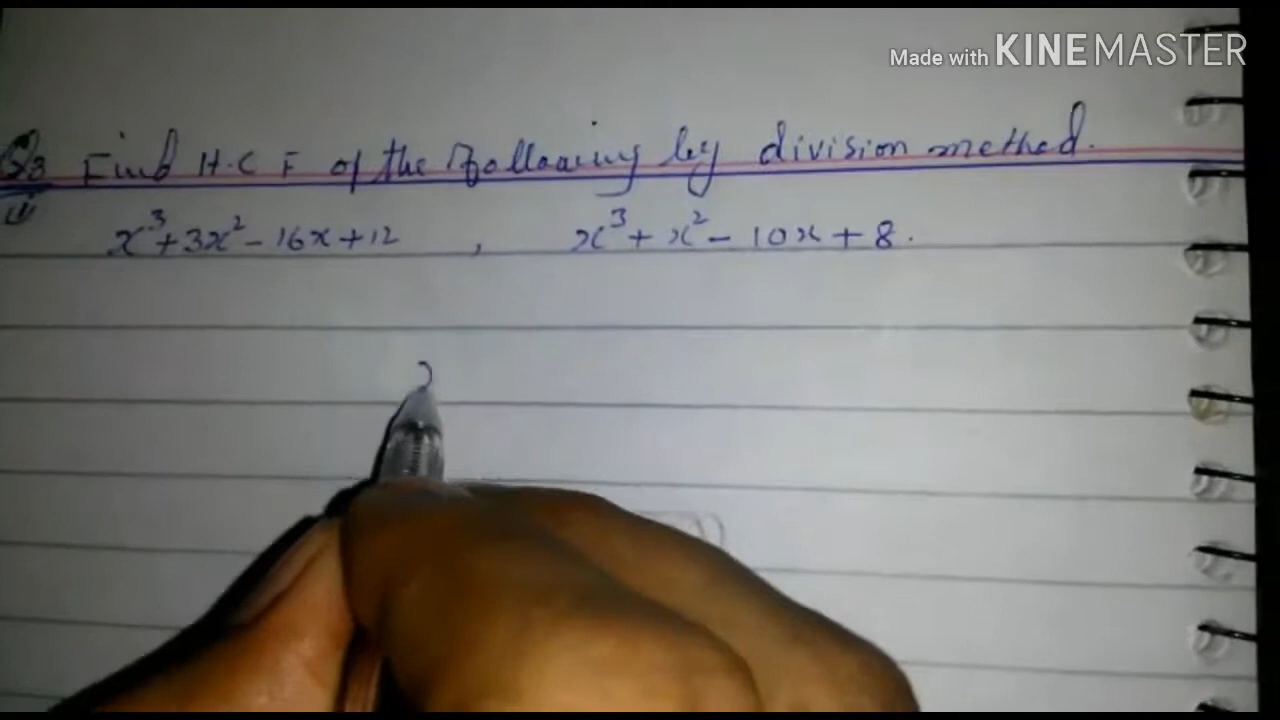 Made with KINEMASTER
Q3 Find H.C F of the following by division method.
x³+3x²-16x+12 , x³+x²-10x+8.